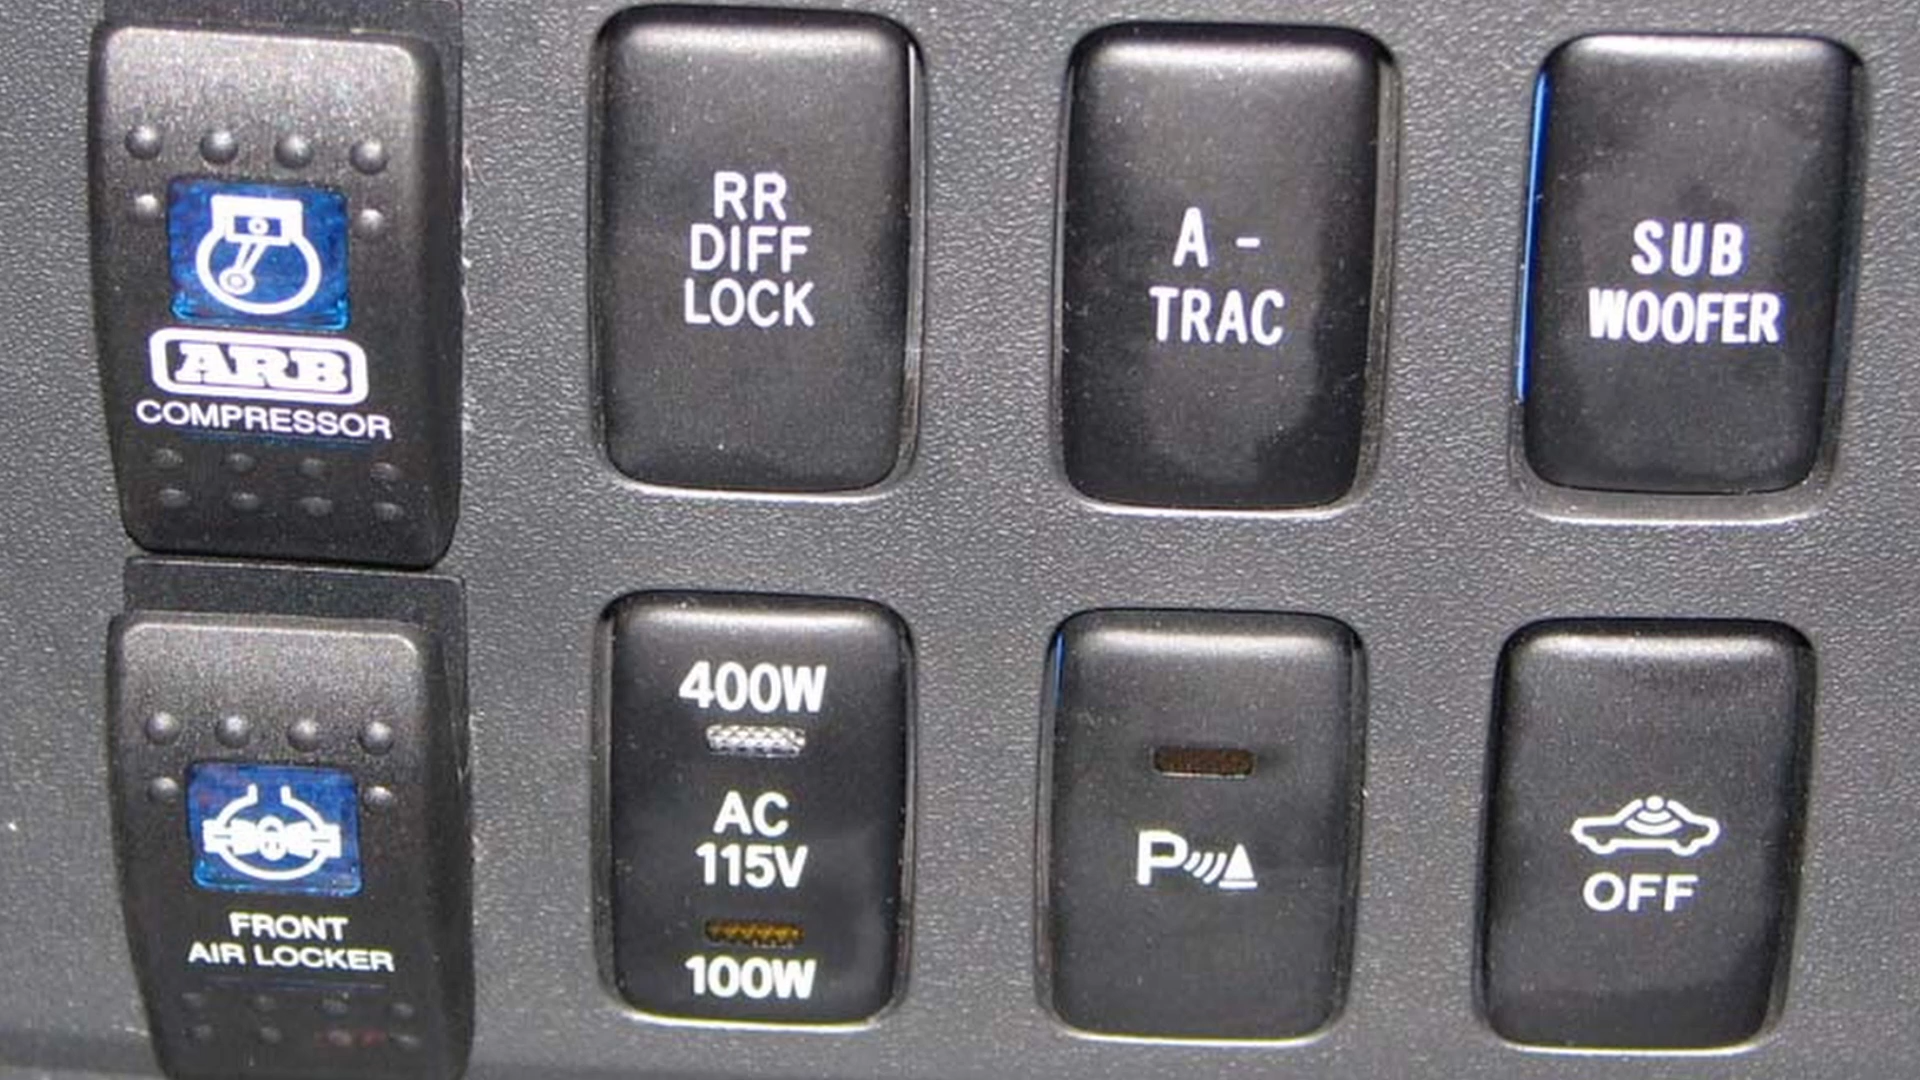 ARB
COMPRESSOR
RR
DIFF
LOCK
A -
TRAC
SUB
WOOFER
FRONT
AIR LOCKER
400W
AC
115V
100W
P
OFF